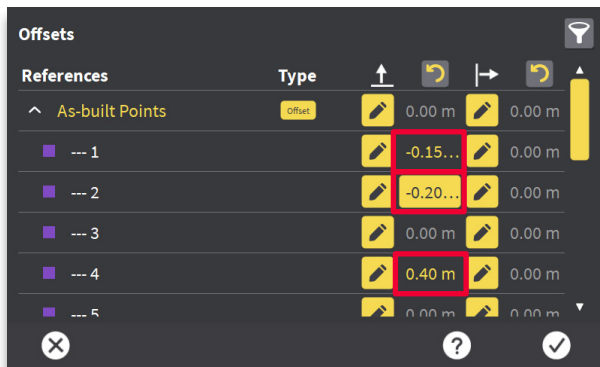 Offsets
References Type
As-built Points Offset 0.00 m 0.00 m
--- 1 -0.15... 0.00 m
--- 2 -0.20... 0.00 m
--- 3 0.00 m 0.00 m
--- 4 0.40 m 0.00 m
--- 5 0.00 m 0.00 m
?